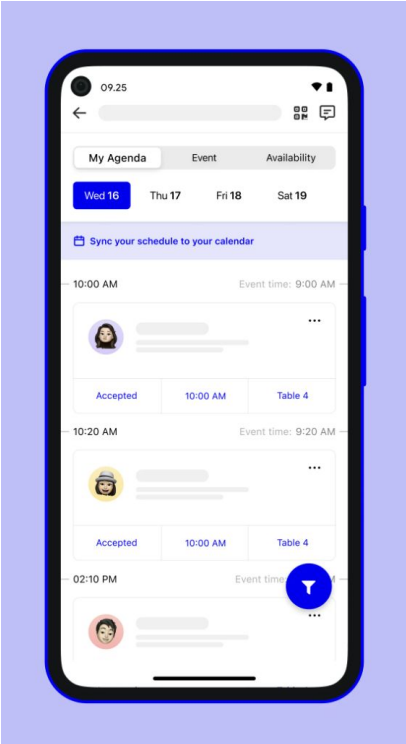 09.25
My Agenda Event Availability
Wed 16 Thu 17 Fri 18 Sat 19
Sync your schedule to your calendar
10:00 AM Event time: 9:00 AM
Accepted 10:00 AM Table 4
10:20 AM Event time: 9:20 AM
Accepted 10:00 AM Table 4
02:10 PM Event time: